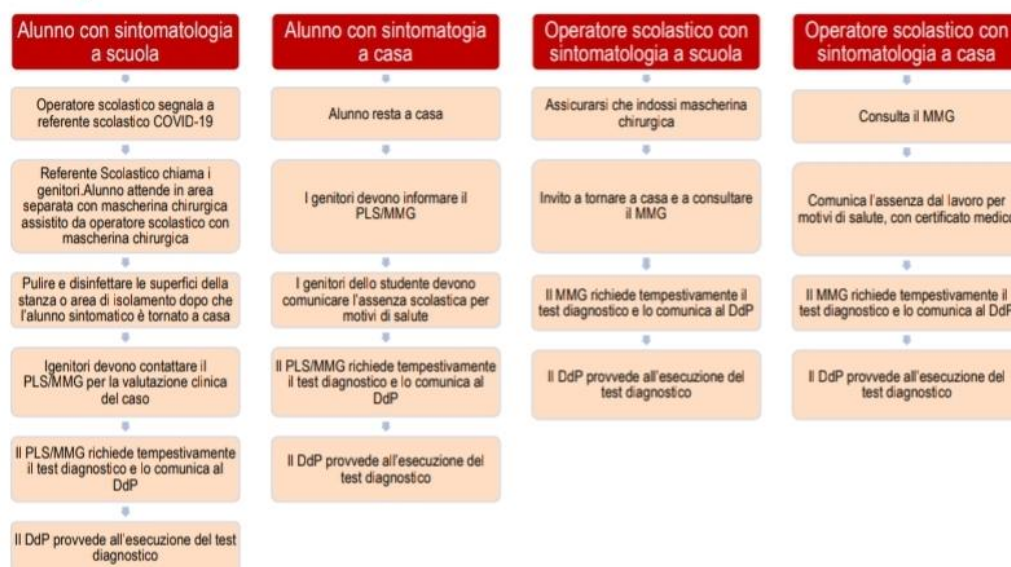 Alunno con sintomatologia
a scuola
Operatore scolastico segnala a
referente scolastico COVID-19
Referente Scolastico chiama i
genitori.Alunno attende in area
separata con mascherina chirurgica
assistito da operatore scolastico con
mascherina chirurgica
Pulire e disinfettare le superfici della
stanza o area di isolamento dopo che
l'alunno sintomatico è tornato a casa
Igenitori devono contattare il
PLS/MMG per la valutazione clinica
del caso
Il PLS/MMG richiede tempestivamente
il test diagnostico e lo comunica al
DdP
Il DdP provvede all'esecuzione del test
diagnostico
Alunno con sintomatogia
a casa
Alunno resta a casa
I genitori devono informare il
PLS/MMG
I genitori dello studente devono
comunicare l'assenza scolastica per
motivi di salute
Il PLS/MMG richiede tempestivamente
il test diagnostico e lo comunica al
DdP
Il DdP provvede all'esecuzione del
test diagnostico
Operatore scolastico con
sintomatologia a scuola
Assicurarsi che indossi mascherina
chirurgica
Invito a tornare a casa e a consultare
il MMG
Il MMG richiede tempestivamente il
test diagnostico e lo comunica al DdP
Il DdP provvede all'esecuzione del
test diagnostico
Operatore scolastico con
sintomatologia a casa
Consulta il MMG
Comunica l'assenza dal lavoro per
motivi di salute, con certificato medico
Il MMG richiede tempestivamente il
test diagnostico e lo comunica al DdP
Il DdP provvede all'esecuzione del
test diagnostico